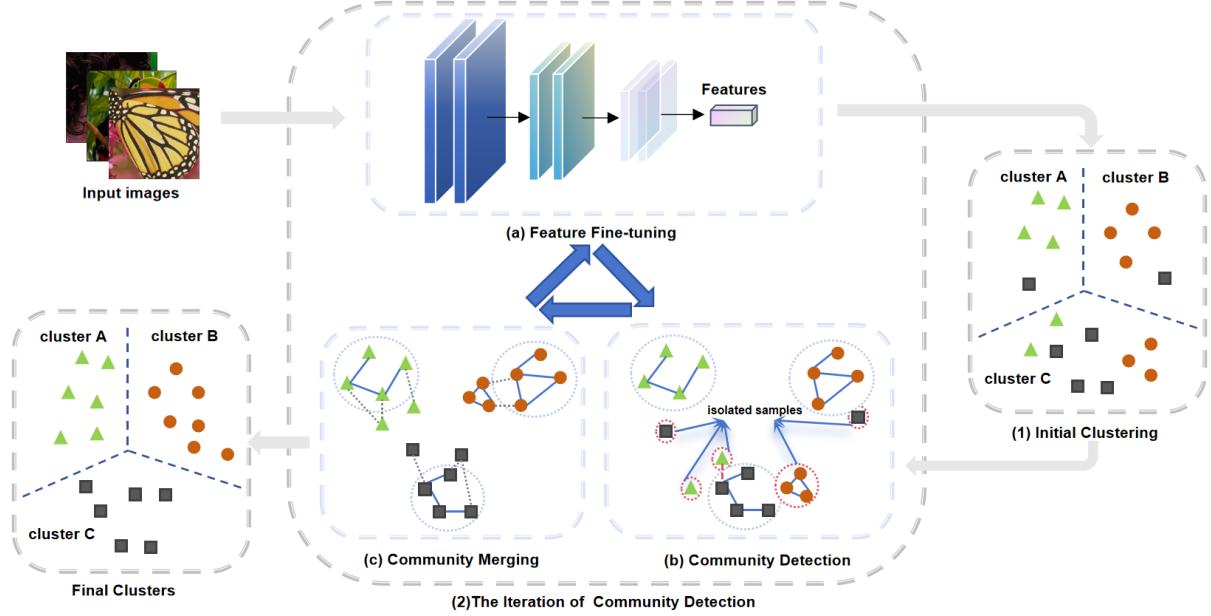 Input images
Features
(a) Feature Fine-tuning
cluster A
cluster B
cluster C
(1) Initial Clustering
isolated samples
(b) Community Detection
(c) Community Merging
(2)The Iteration of Community Detection
cluster A
cluster B
cluster C
Final Clusters